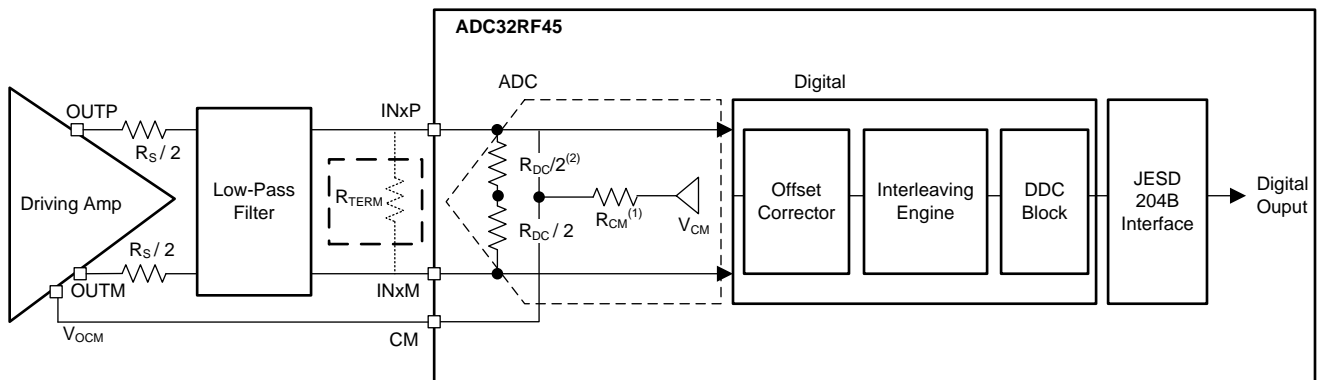 ADC32RF45
ADC
Digital
OUTP
R_S / 2
INxP
Driving Amp
Low-Pass
Filter
R_TERM
R_DC/2^(2)
R_DC / 2
R_CM^(1)
V_CM
Offset
Corrector
Interleaving
Engine
DDC
Block
JESD
204B
Interface
Digital
Ouput
R_S / 2
OUTM
INxM
V_OCM
CM